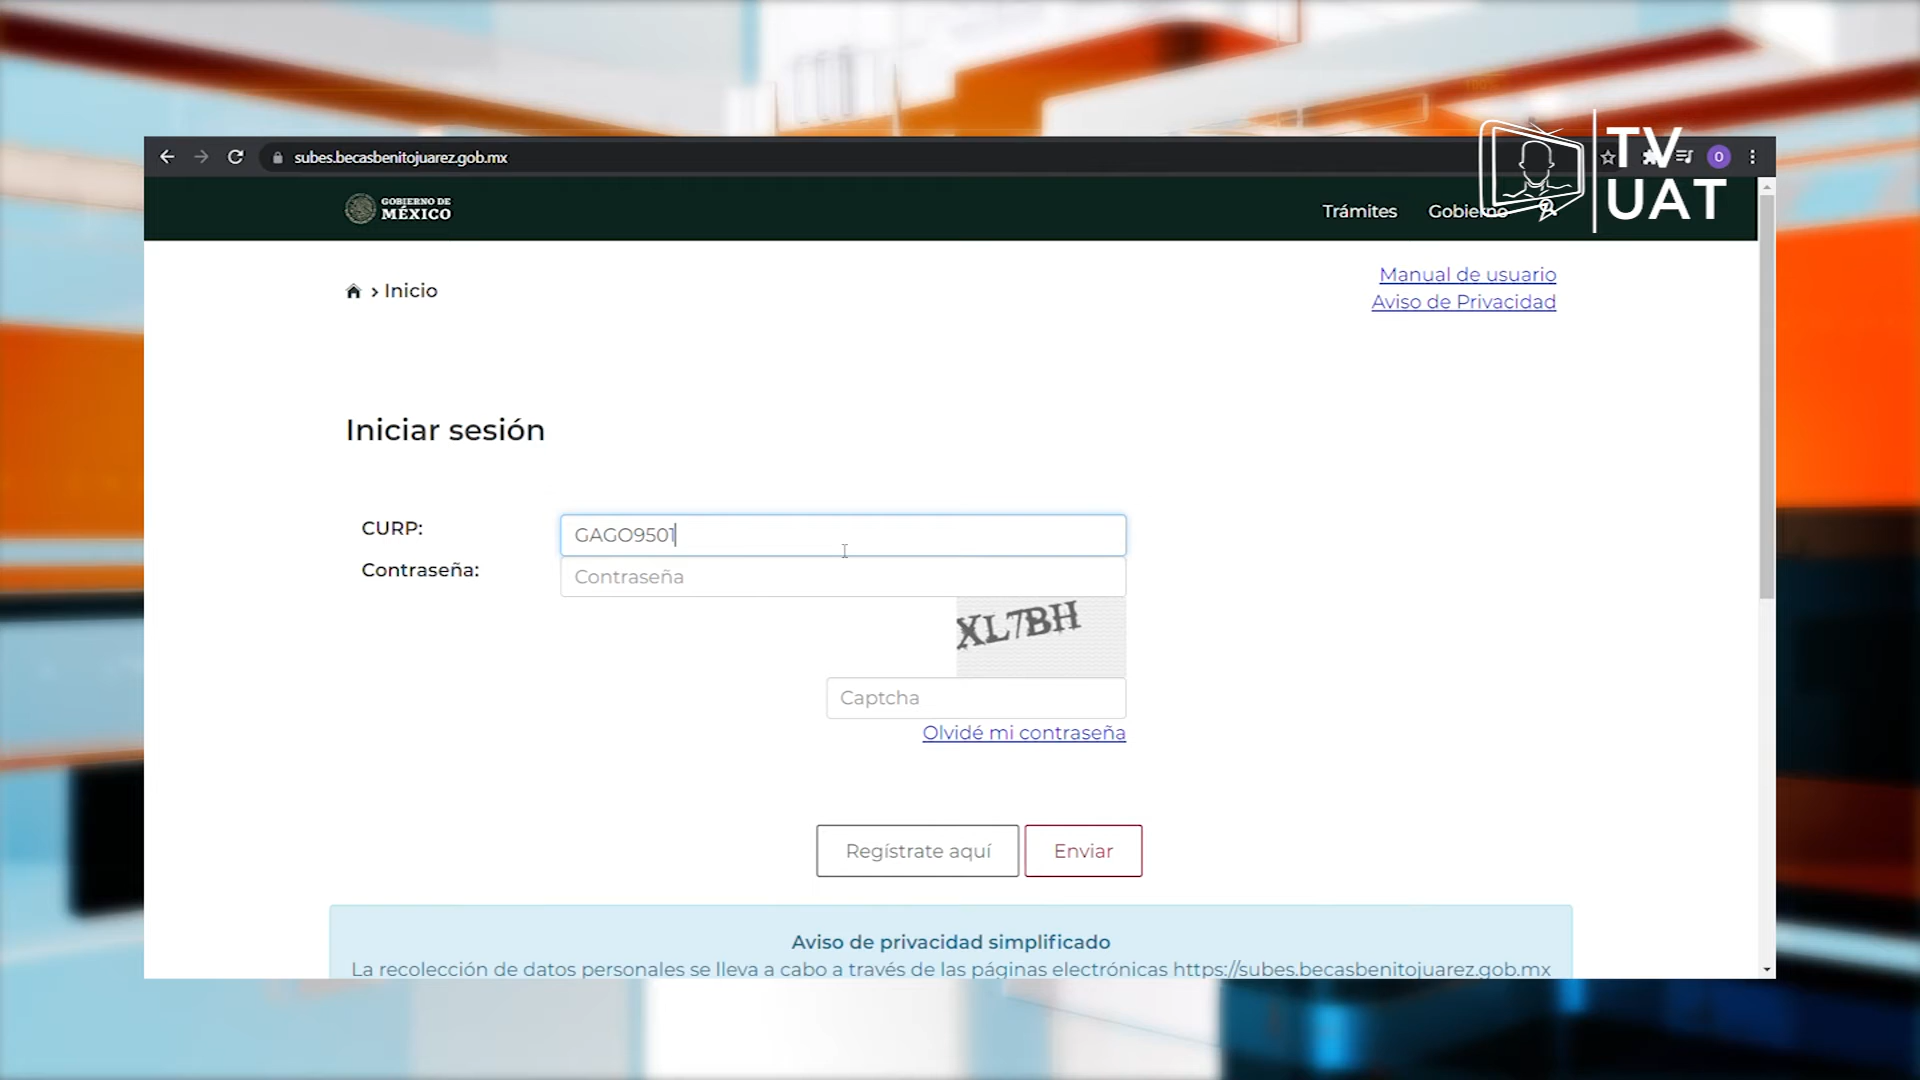 subes.becasbenitojuarez.gob.mx
TV
UAT
O
GOBIERNO DE
MÉXICO
Trámites
Gobierno
Inicio
Manual de usuario
Aviso de Privacidad
Iniciar sesión
CURP:
GAGO9501
Contraseña:
Contraseña
XL7BH
Captcha
Olvidé mi contraseña
Regístrate aquí
Enviar
Aviso de privacidad simplificado
La recolección de datos personales se lleva a cabo a través de las páginas electrónicas https://subes.becasbenitojuarez.gob.mx